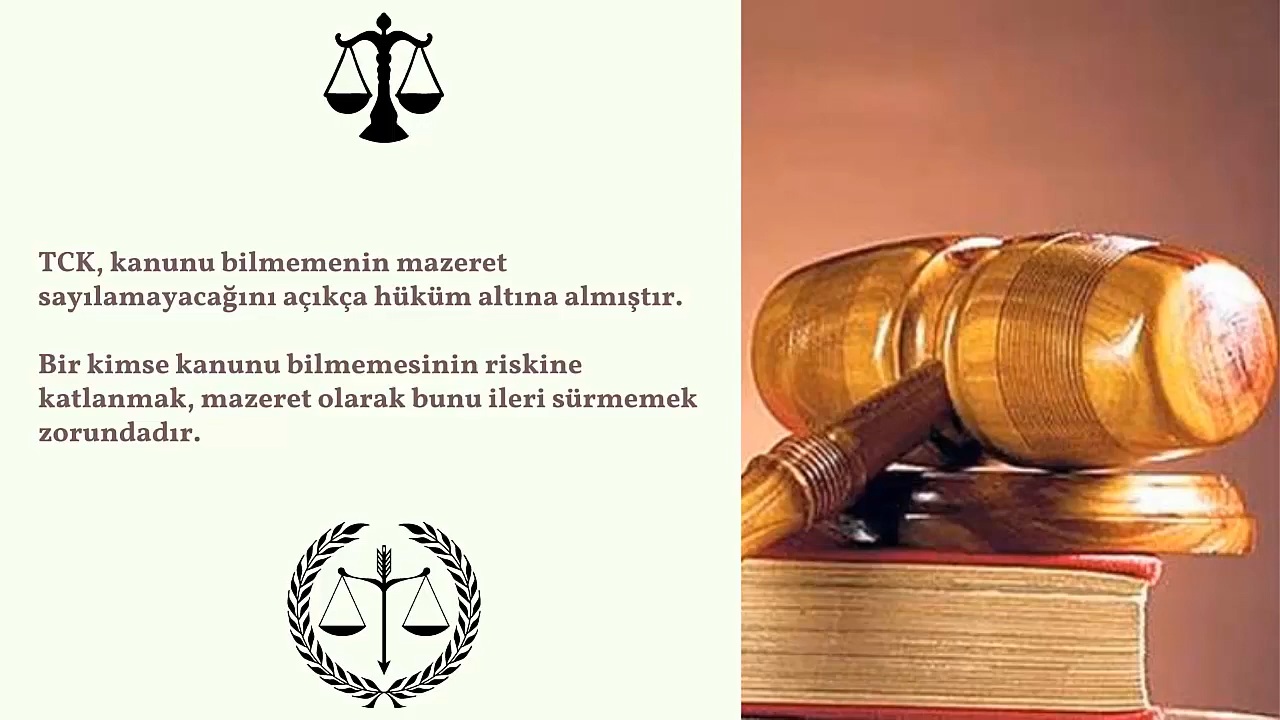 TCK, kanunu bilmemenin mazeret
sayılamayacağını açıkça hüküm altına almıştır.
Bir kimse kanunu bilmemesinin riskine
katlanmak, mazeret olarak bunu ileri sürmemek
zorundadır.